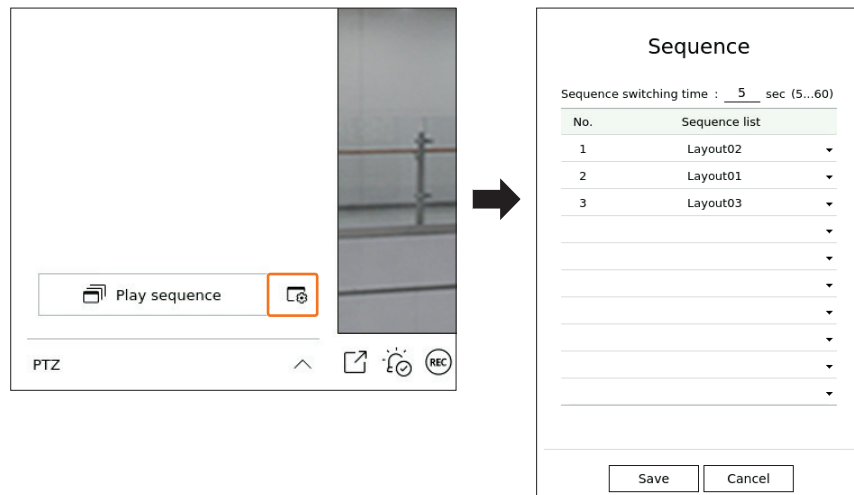 Play sequence
PTZ
REC
Sequence
Sequence switching time : 5 sec (5...60)
No. Sequence list
1 Layout02
2 Layout01
3 Layout03
Save Cancel